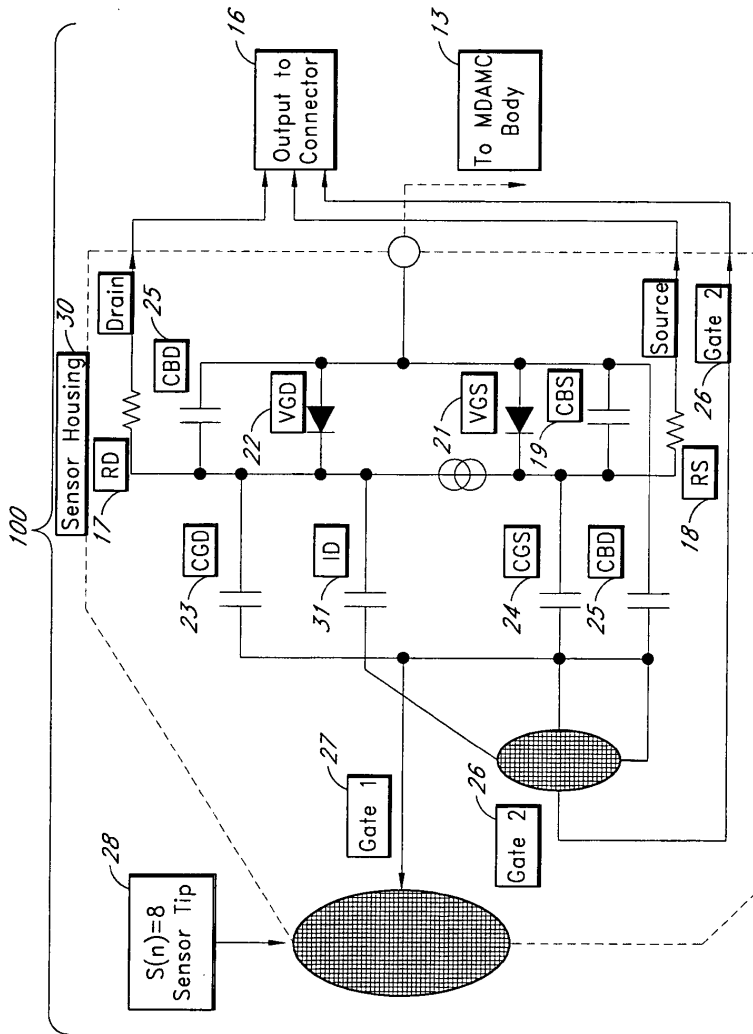 100
Sensor Housing
30
28
S(n)=8
Sensor Tip
27
Gate 1
26
Gate 2
17
RD
Drain
25
CBD
CGD
23
22
VGD
ID
31
21
VGS
CGS
24
19
CBS
CBD
25
18
RS
Source
Gate 2
26
16
Output to
Connector
13
To MDAMC
Body